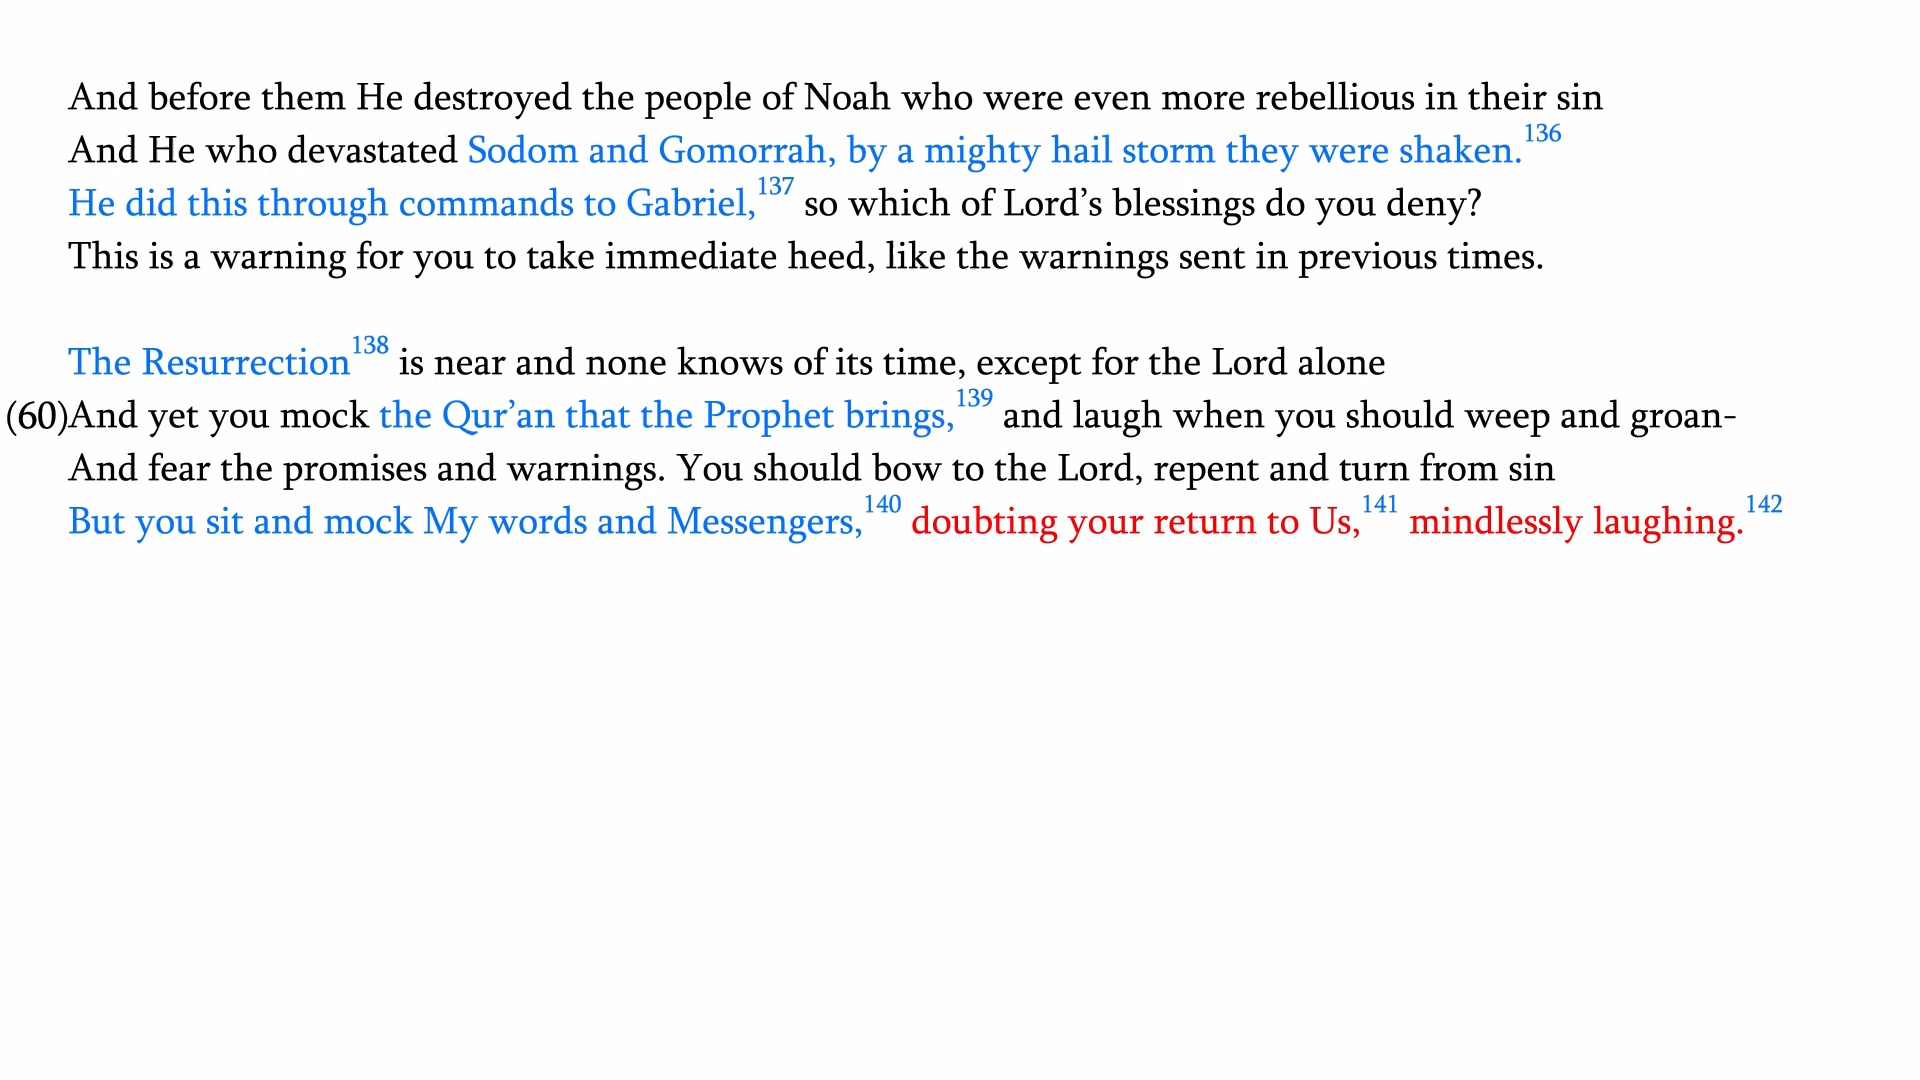 And before them He destroyed the people of Noah who were even more rebellious in their sin
And He who devastated Sodom and Gomorrah, by a mighty hail storm they were shaken.136
He did this through commands to Gabriel,137 so which of Lord’s blessings do you deny?
This is a warning for you to take immediate heed, like the warnings sent in previous times.
The Resurrection138 is near and none knows of its time, except for the Lord alone
(60)And yet you mock the Qur’an that the Prophet brings,139 and laugh when you should weep and groan-
And fear the promises and warnings. You should bow to the Lord, repent and turn from sin
But you sit and mock My words and Messengers,140 doubting your return to Us,141 mindlessly laughing.142